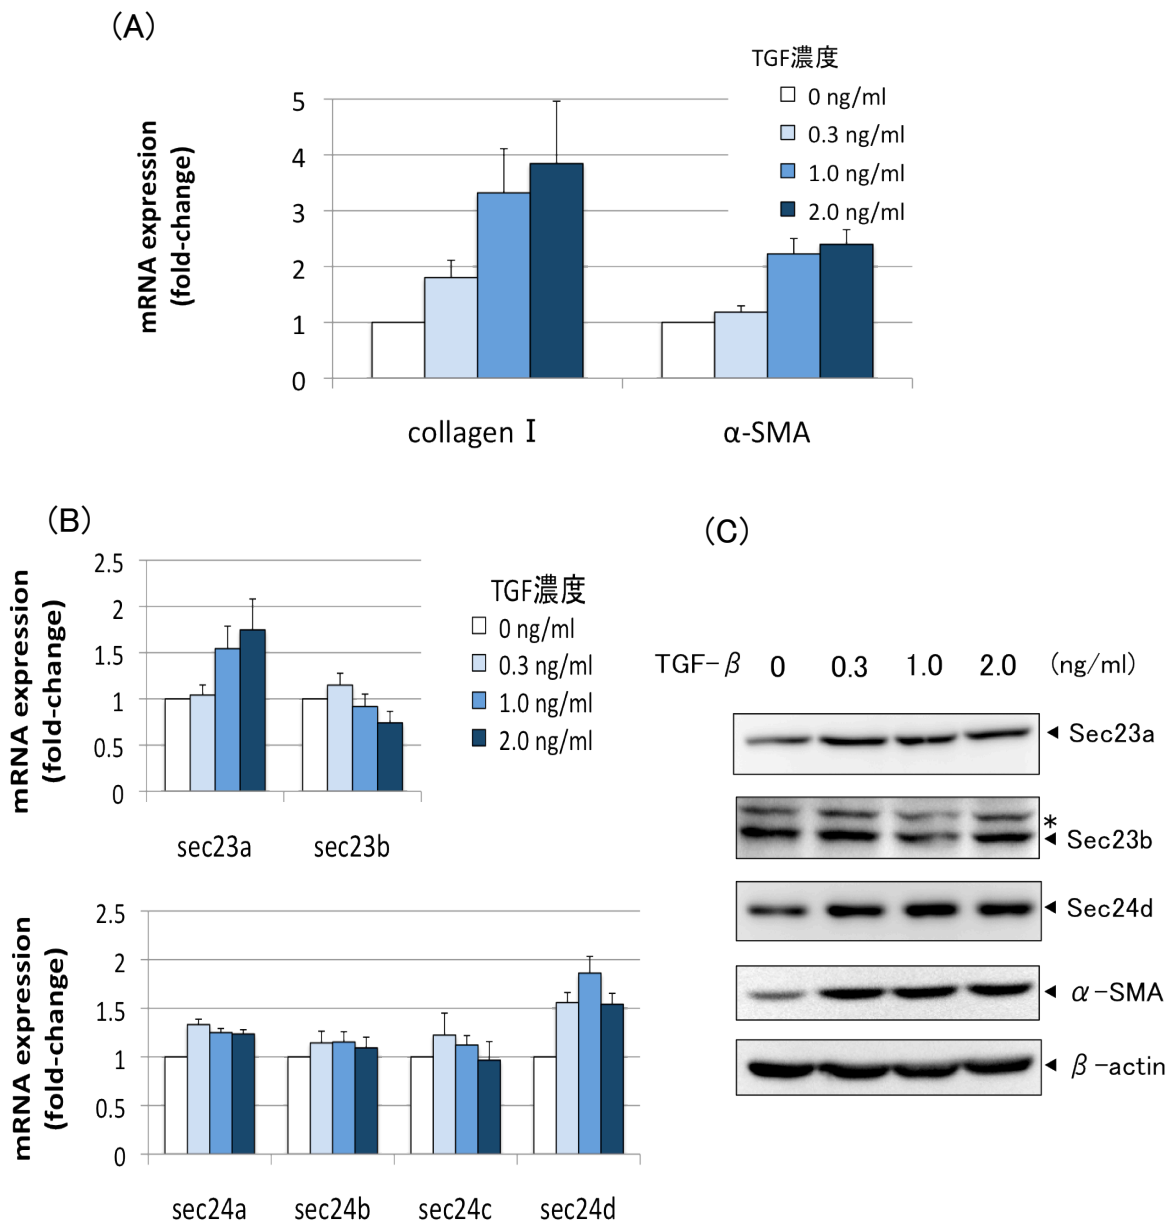 (A)
TGF濃度
0 ng/ml
0.3 ng/ml
1.0 ng/ml
2.0 ng/ml
mRNA expression
(fold-change)
5
4
3
2
1
0
collagen Ⅰ
α-SMA
(B)
mRNA expression
(fold-change)
2.5
2
1.5
1
0.5
0
sec23a
sec23b
TGF濃度
0 ng/ml
0.3 ng/ml
1.0 ng/ml
2.0 ng/ml
mRNA expression
(fold-change)
2.5
2
1.5
1
0.5
0
sec24a
sec24b
sec24c
sec24d
(C)
TGF-β 0 0.3 1.0 2.0 (ng/ml)
Sec23a
*
Sec23b
Sec24d
α-SMA
β-actin